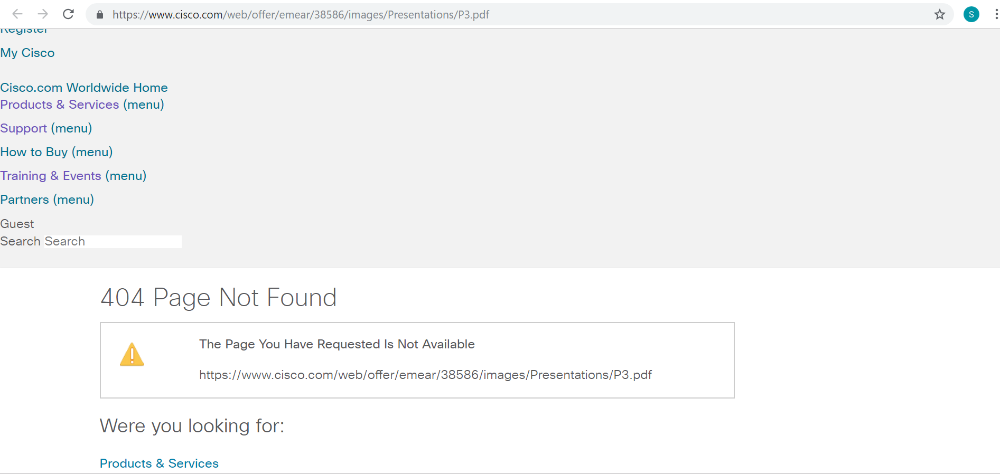 https://www.cisco.com/web/offer/emear/38586/images/Presentations/P3.pdf
S
Register
My Cisco
Cisco.com Worldwide Home
Products & Services (menu)
Support (menu)
How to Buy (menu)
Training & Events (menu)
Partners (menu)
Guest
Search Search
404 Page Not Found
The Page You Have Requested Is Not Available
https://www.cisco.com/web/offer/emear/38586/images/Presentations/P3.pdf
Were you looking for:
Products & Services